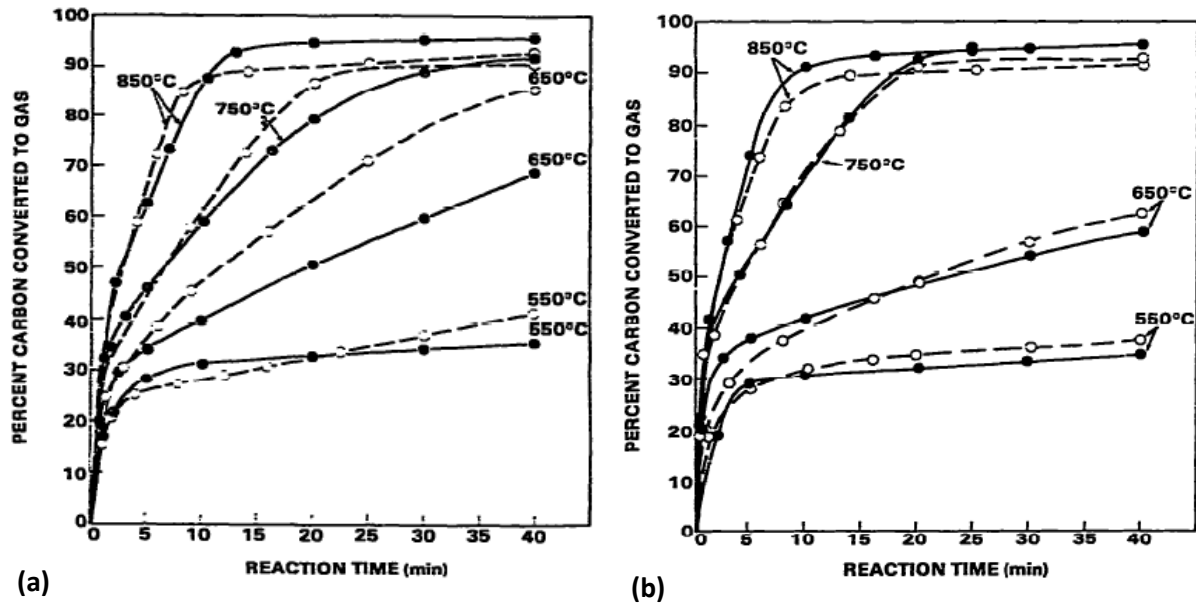 PERCENT CARBON CONVERTED TO GAS
100
90
80
70
60
50
40
30
20
10
0
850°C
750°C
650°C
650°C
550°C
550°C
0 5 10 15 20 25 30 35 40
REACTION TIME (min)
(a)
PERCENT CARBON CONVERTED TO GAS
100
90
80
70
60
50
40
30
20
10
0
850°C
750°C
650°C
550°C
0 5 10 15 20 25 30 35 40
REACTION TIME (min)
(b)